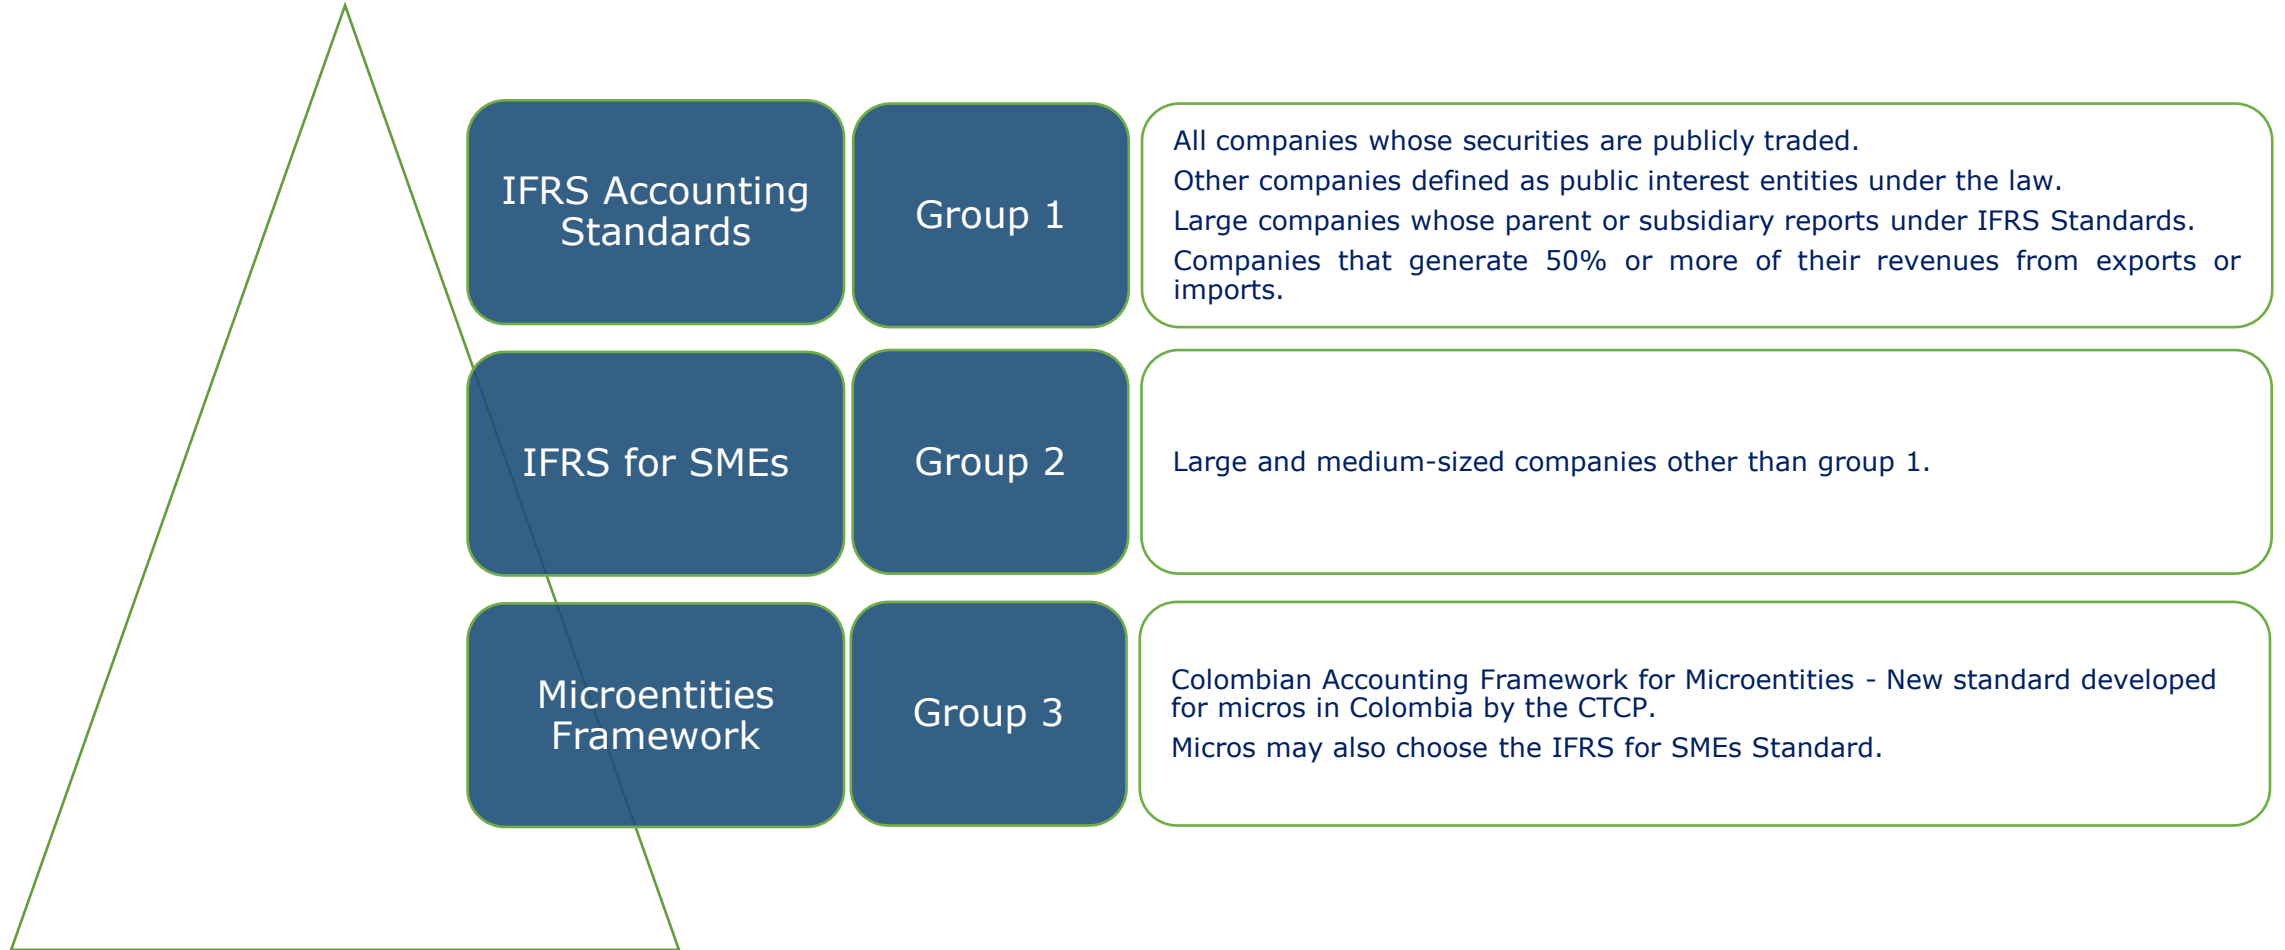 IFRS Accounting
Standards
Group 1
All companies whose securities are publicly traded.
Other companies defined as public interest entities under the law.
Large companies whose parent or subsidiary reports under IFRS Standards.
Companies that generate 50% or more of their revenues from exports or
imports.
IFRS for SMEs
Group 2
Large and medium-sized companies other than group 1.
Microentities
Framework
Group 3
Colombian Accounting Framework for Microentities - New standard developed
for micros in Colombia by the CTCP.
Micros may also choose the IFRS for SMEs Standard.